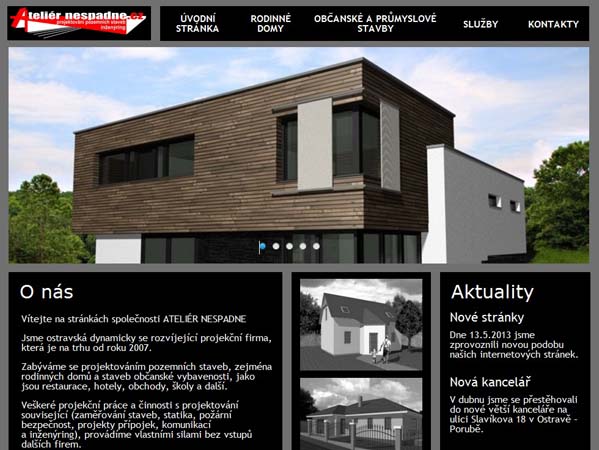 Ateliér nespadne.cz
projektování pozemních staveb
inženýring
ÚVODNÍ
STRANKA
RODINNÉ
DOMY
OBČANSKÉ A PRŮMYSLOVÉ
STAVBY
SLUŽBY
KONTAKTY
O nás
Vítejte na stránkách společnosti ATELIÉR NESPADNE
Jsme ostravská dynamicky se rozvíjející projekční firma,
která je na trhu od roku 2007.
Zabýváme se projektováním pozemních staveb, zejména
rodinných domů a staveb občanské vybavenosti, jako
jsou restaurace, hotely, obchody, školy a další.
Veškeré projekční práce a činnosti s projektování
související (zaměřování staveb, statika, požární
bezpečnost, projekty přípojek, komunikací
a inženýring), provádíme vlastními silami bez vstupů
dalších firem.
Aktuality
Nové stránky
Dne 13.5.2013 jsme
zprovoznili novou podobu
našich internetových stránek.
Nová kancelář
V dubnu jsme se přestěhovali
do nové větší kanceláře na
ulici Slavíkova 18 v Ostravě -
Porubě.